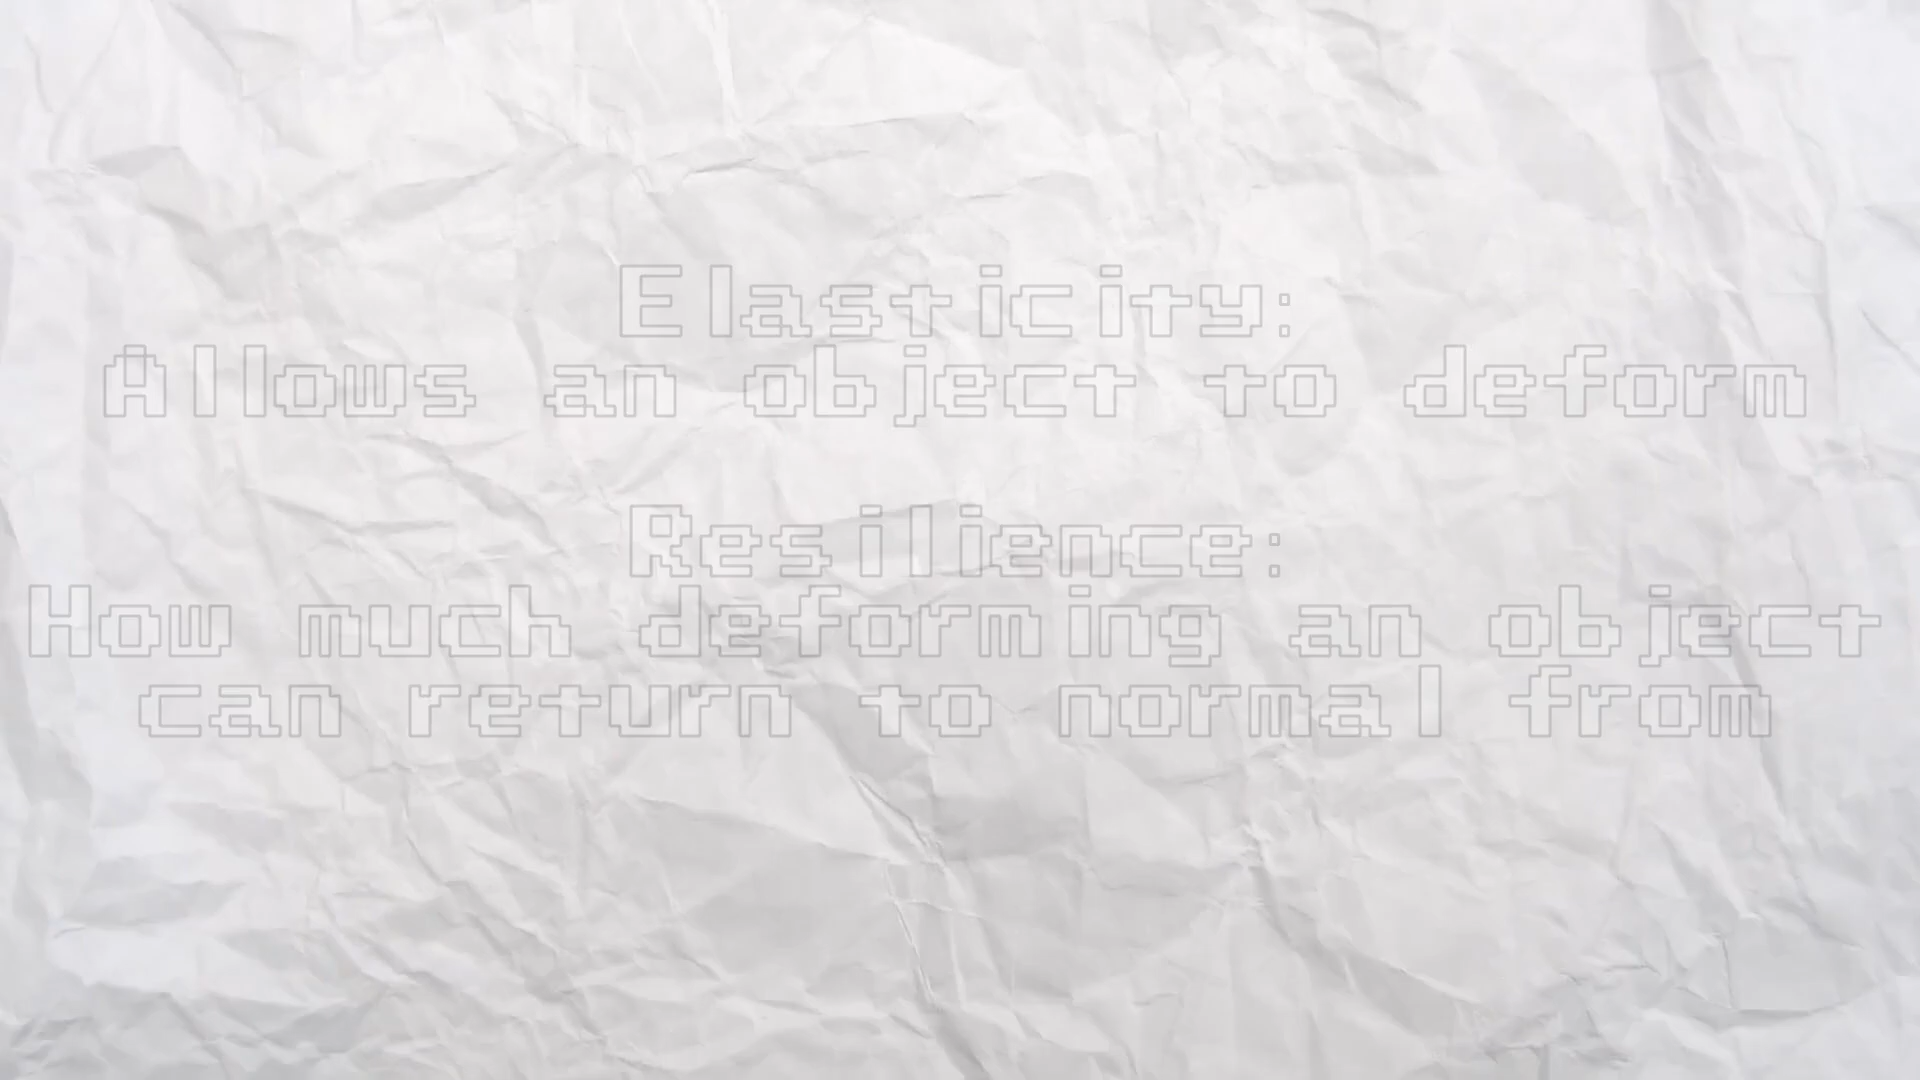 Elasticity:
Allows an object to deform
Resilience:
How much deforming an object
can return to normal from